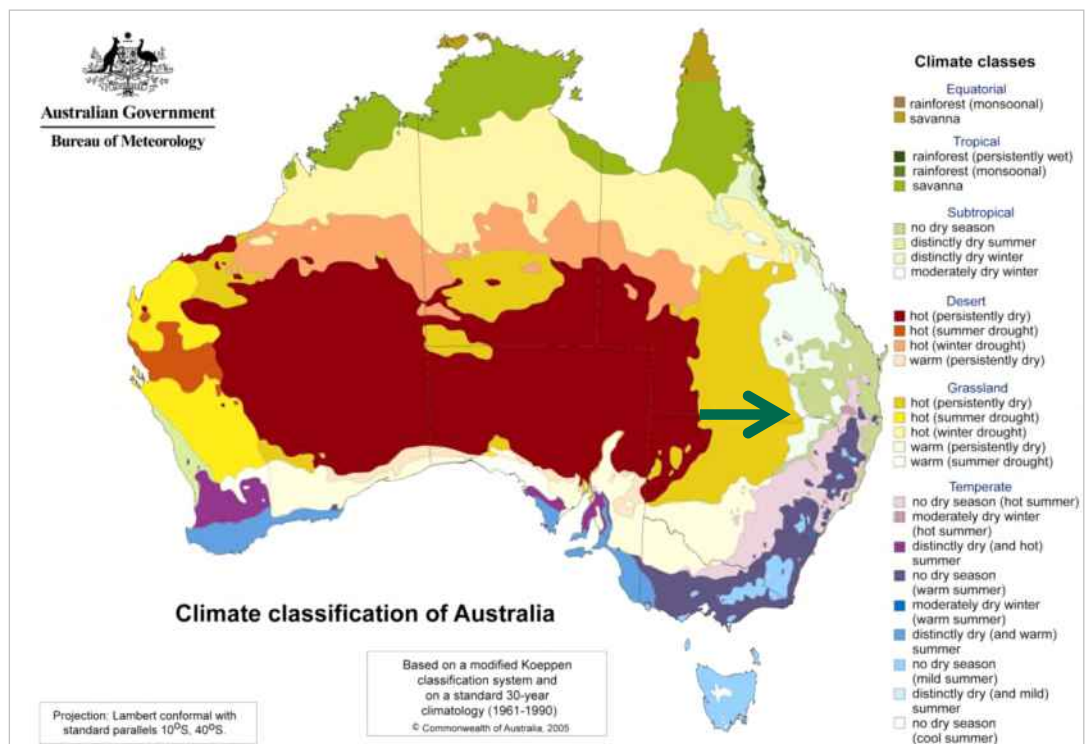 Australian Government
Bureau of Meteorology
Climate classes
Equatorial
rainforest (monsoonal)
savanna
Tropical
rainforest (persistently wet)
rainforest (monsoonal)
savanna
Subtropical
no dry season
distinctly dry summer
distinctly dry winter
moderately dry winter
Desert
hot (persistently dry)
hot (summer drought)
hot (winter drought)
warm (persistently dry)
Grassland
hot (persistently dry)
hot (summer drought)
hot (winter drought)
warm (persistently dry)
warm (summer drought)
Temperate
no dry season (hot summer)
moderately dry winter
(hot summer)
distinctly dry (and hot)
summer
no dry season
(warm summer)
moderately dry winter
(warm summer)
distinctly dry (and warm)
summer
no dry season
(mild summer)
distinctly dry (and mild)
summer
no dry season
(cool summer)
Climate classification of Australia
Based on a modified Koeppen
classification system and
on a standard 30-year
climatology (1961-1990)
© Commonwealth of Australia, 2005
Projection: Lambert conformal with
standard parallels 10°S, 40°S.